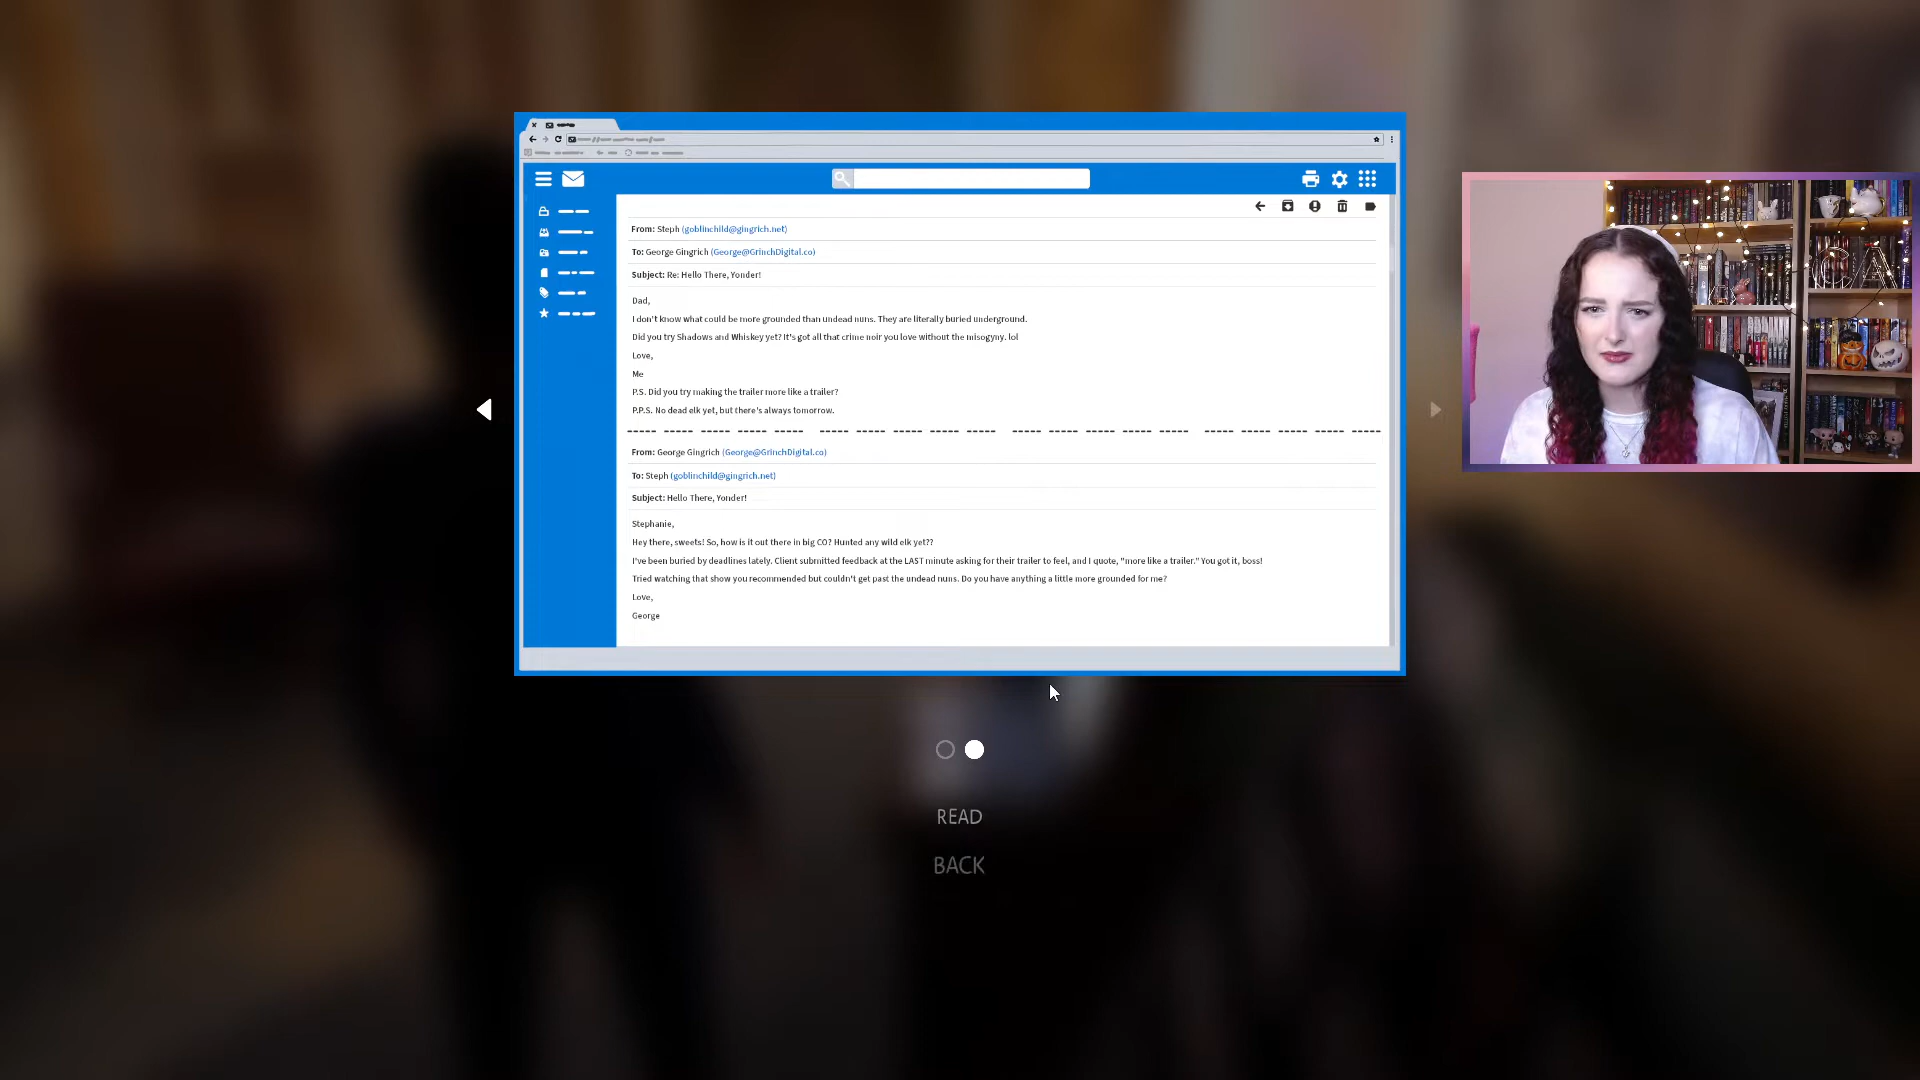 From: Steph (goblinchild@gingrich.net)
To: George Gingrich (George@GrinchDigital.co)
Subject: Re: Hello There, Yonder!
Dad,
I don't know what could be more grounded than undead nuns. They are literally buried underground.
Did you try Shadows and Whiskey yet? It's got all that crime noir you love without the misogyny. lol
Love,
Me
P.S. Did you try making the trailer more like a trailer?
P.P.S. No dead elk yet, but there's always tomorrow.
From: George Gingrich (George@GrinchDigital.co)
To: Steph (goblinchild@gingrich.net)
Subject: Hello There, Yonder!
Stephanie,
Hey there, sweets! So, how is it out there in big CO? Hunted any wild elk yet??
I've been buried by deadlines lately. Client submitted feedback at the LAST minute asking for their trailer to feel, and I quote, "more like a trailer." You got it, boss!
Tried watching that show you recommended but couldn't get past the undead nuns. Do you have anything a little more grounded for me?
Love,
George
READ
BACK